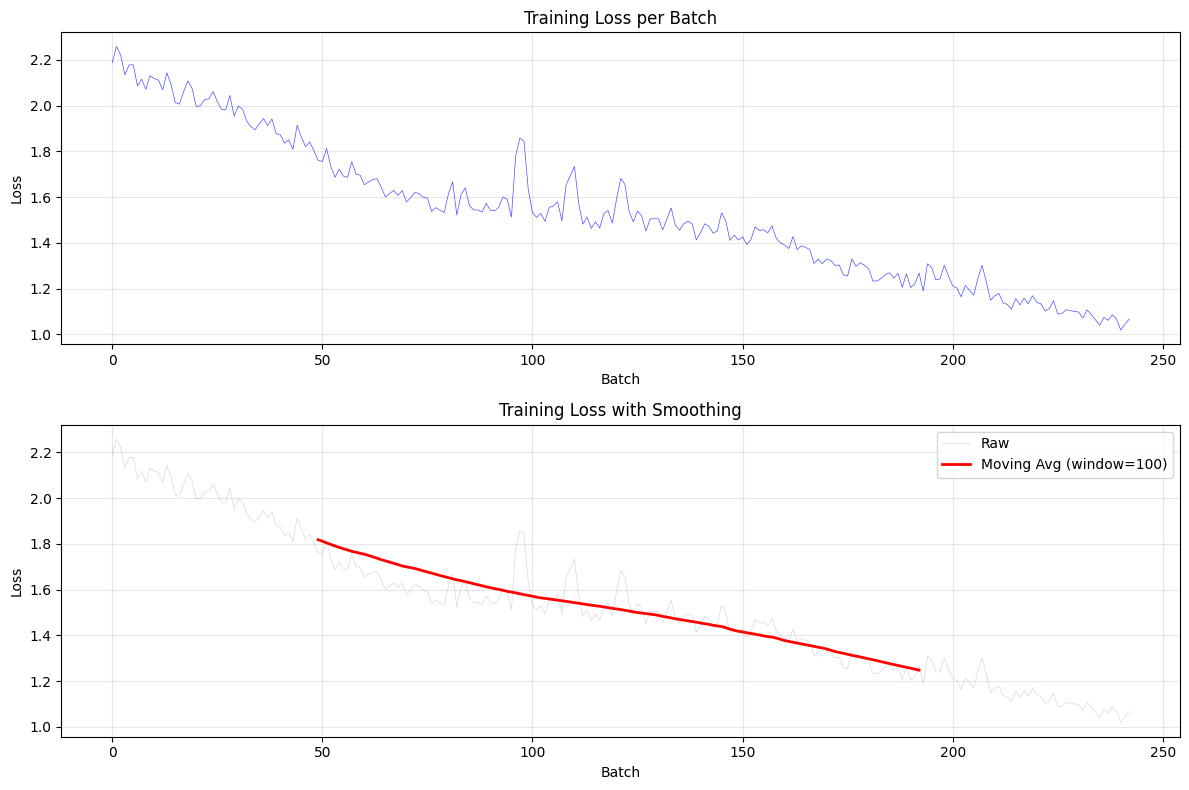 Training Loss per Batch
2.2
2.0
1.8
1.6
1.4
1.2
1.0
Loss
0 50 100 150 200 250
Batch
Training Loss with Smoothing
Raw
Moving Avg (window=100)
2.2
2.0
1.8
1.6
1.4
1.2
1.0
Loss
0 50 100 150 200 250
Batch